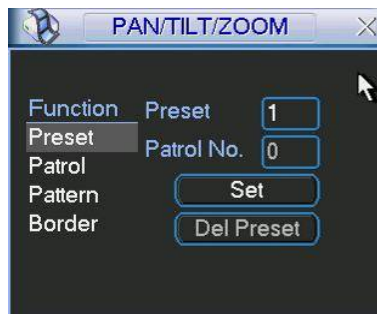 PAN/TILT/ZOOM
Function Preset 1
Preset
Patrol No. 0
Patrol
Set
Pattern
Border
Del Preset